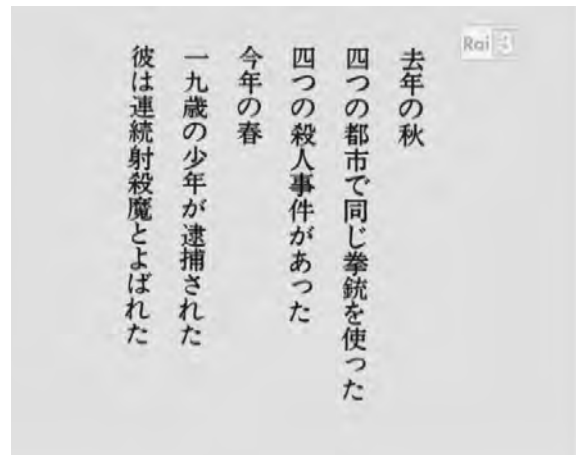 去年の秋
四つの都市で同じ拳銃を使った
四つの殺人事件があった
今年の春
一九歳の少年が逮捕された
彼は連続射殺魔とよばれた
Rai 3